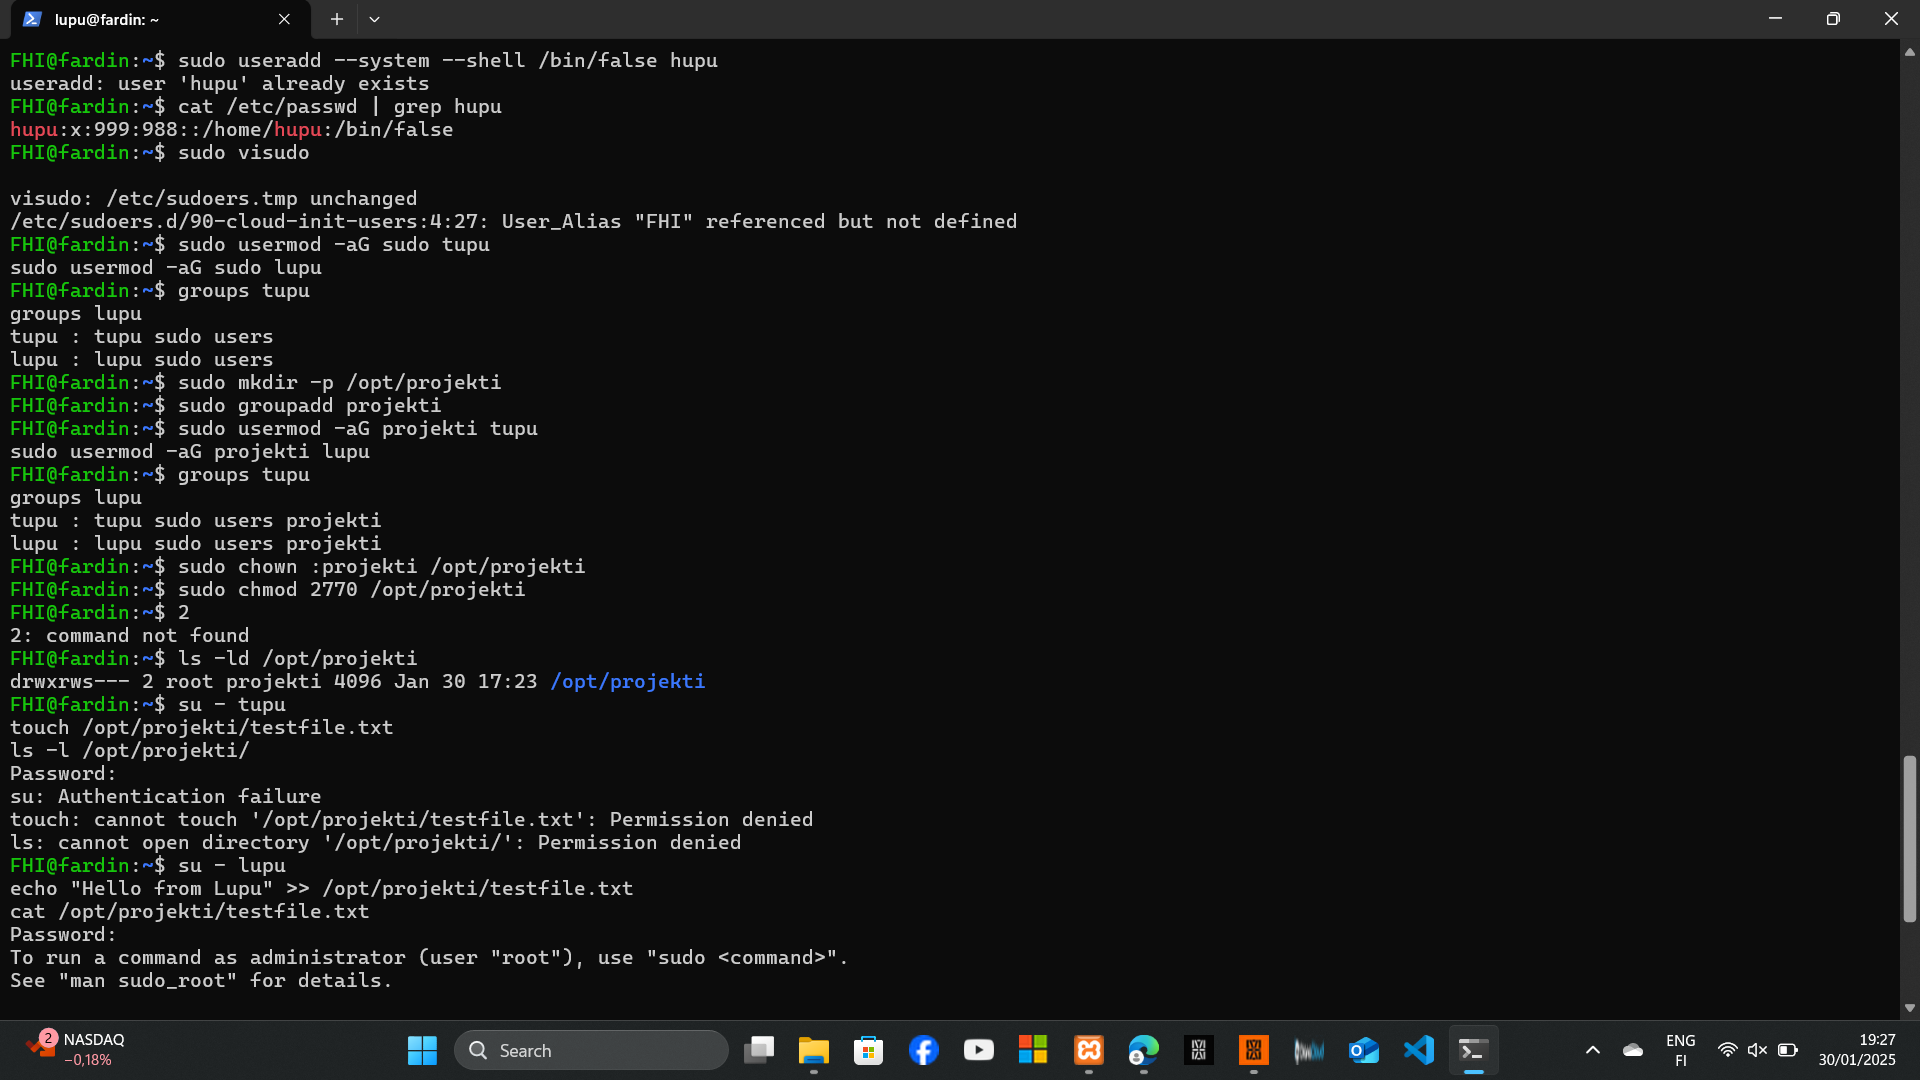 lupu@fardin: ~
FHI@fardin:~$ sudo useradd --system --shell /bin/false hupu
useradd: user 'hupu' already exists
FHI@fardin:~$ cat /etc/passwd | grep hupu
hupu:x:999:988::/home/hupu:/bin/false
FHI@fardin:~$ sudo visudo
visudo: /etc/sudoers.tmp unchanged
/etc/sudoers.d/90-cloud-init-users:4:27: User_Alias "FHI" referenced but not defined
FHI@fardin:~$ sudo usermod -aG sudo tupu
sudo usermod -aG sudo lupu
FHI@fardin:~$ groups tupu
groups lupu
tupu : tupu sudo users
lupu : lupu sudo users
FHI@fardin:~$ sudo mkdir -p /opt/projekti
FHI@fardin:~$ sudo groupadd projekti
FHI@fardin:~$ sudo usermod -aG projekti tupu
sudo usermod -aG projekti lupu
FHI@fardin:~$ groups tupu
groups lupu
tupu : tupu sudo users projekti
lupu : lupu sudo users projekti
FHI@fardin:~$ sudo chown :projekti /opt/projekti
FHI@fardin:~$ sudo chmod 2770 /opt/projekti
FHI@fardin:~$ 2
2: command not found
FHI@fardin:~$ ls -ld /opt/projekti
drwxrws--- 2 root projekti 4096 Jan 30 17:23 /opt/projekti
FHI@fardin:~$ su - tupu
touch /opt/projekti/testfile.txt
ls -l /opt/projekti/
Password:
su: Authentication failure
touch: cannot touch '/opt/projekti/testfile.txt': Permission denied
ls: cannot open directory '/opt/projekti/': Permission denied
FHI@fardin:~$ su - lupu
echo "Hello from Lupu" >> /opt/projekti/testfile.txt
cat /opt/projekti/testfile.txt
Password:
To run a command as administrator (user "root"), use "sudo <command>".
See "man sudo_root" for details.
2
NASDAQ
-0,18%
Search
ENG
FI
19:27
30/01/2025